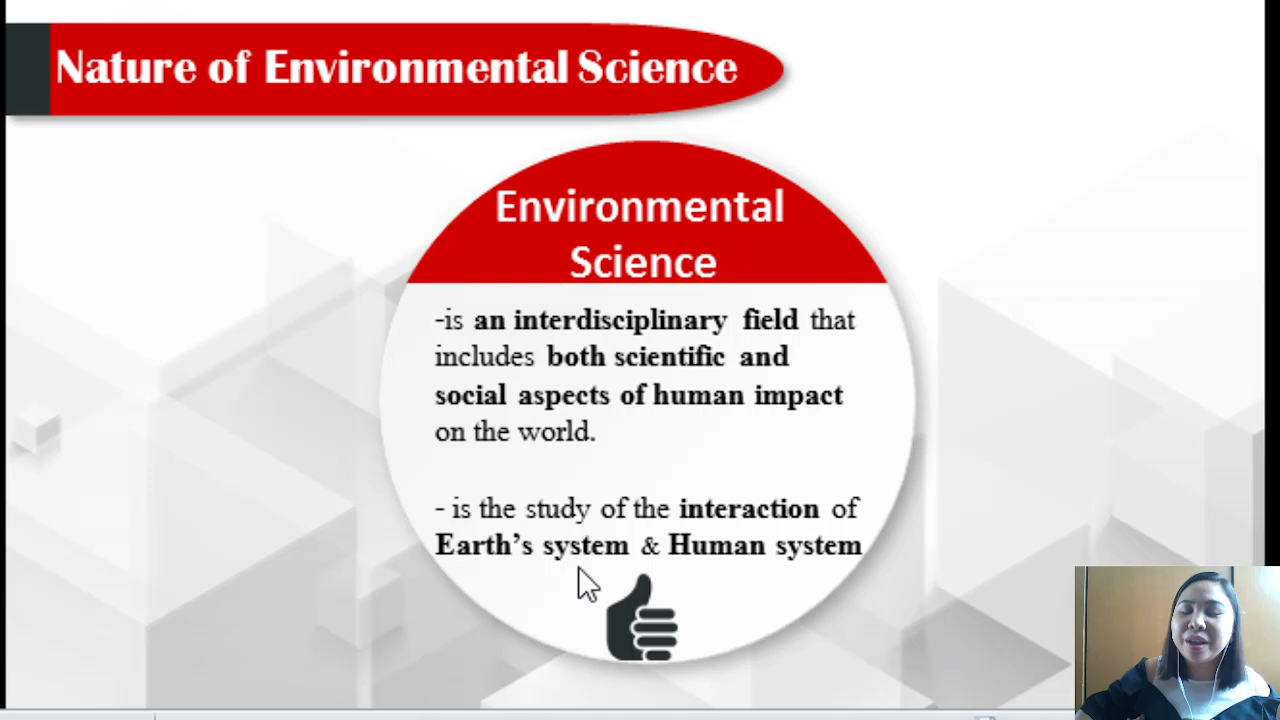 Nature of Environmental Science
Environmental
Science
-is an interdisciplinary field that
includes both scientific and
social aspects of human impact
on the world.
- is the study of the interaction of
Earth’s system & Human system